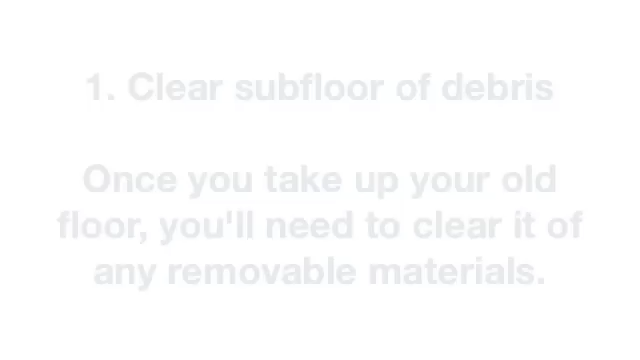 1. Clear subfloor of debris
Once you take up your old
floor, you'll need to clear it of
any removable materials.